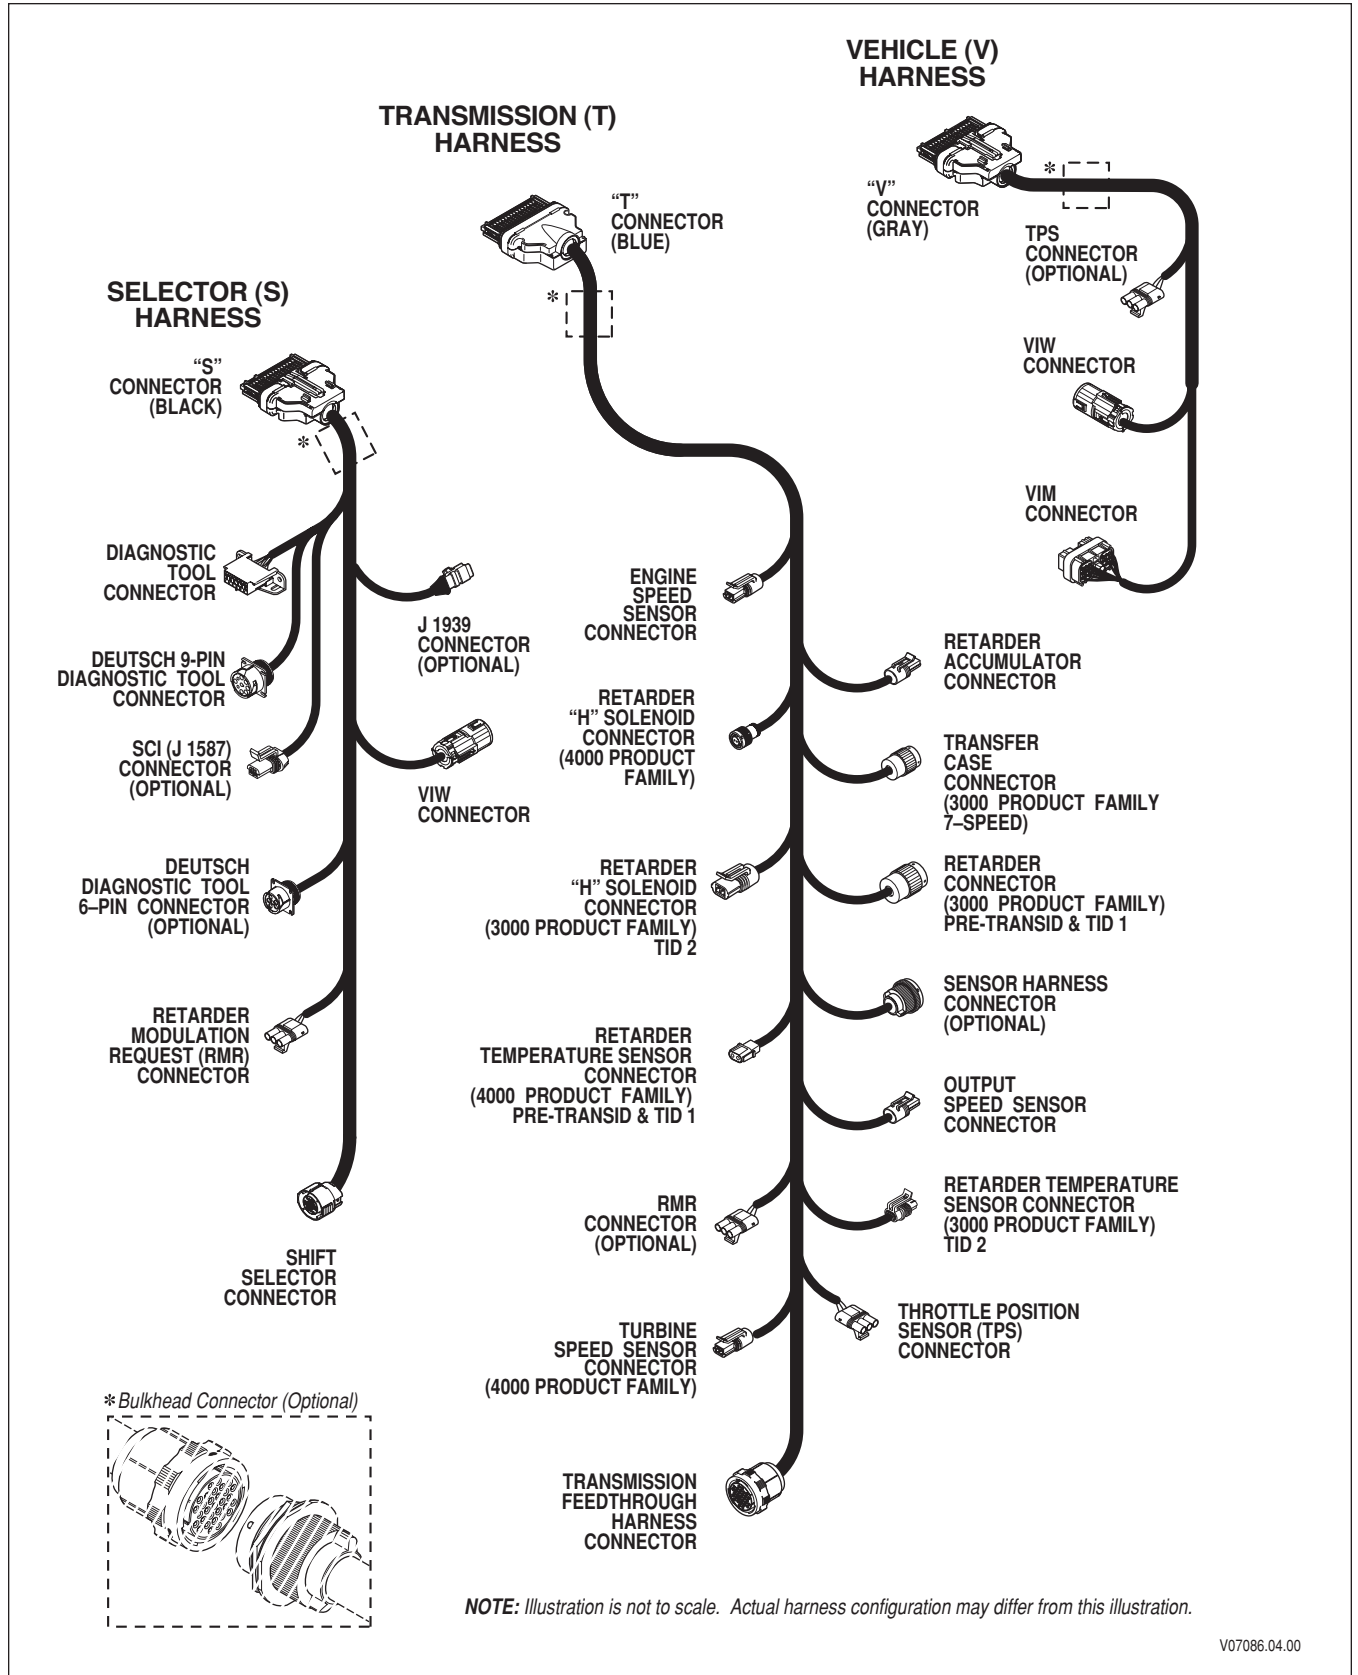 VEHICLE (V)
HARNESS
TRANSMISSION (T)
HARNESS
SELECTOR (S)
HARNESS
“V”
CONNECTOR
(GRAY)
*
TPS
CONNECTOR
(OPTIONAL)
VIW
CONNECTOR
VIM
CONNECTOR
“T”
CONNECTOR
(BLUE)
*
“S”
CONNECTOR
(BLACK)
*
DIAGNOSTIC
TOOL
CONNECTOR
DEUTSCH 9-PIN
DIAGNOSTIC TOOL
CONNECTOR
SCI (J 1587)
CONNECTOR
(OPTIONAL)
DEUTSCH
DIAGNOSTIC TOOL
6–PIN CONNECTOR
(OPTIONAL)
RETARDER
MODULATION
REQUEST (RMR)
CONNECTOR
SHIFT
SELECTOR
CONNECTOR
J 1939
CONNECTOR
(OPTIONAL)
VIW
CONNECTOR
ENGINE
SPEED
SENSOR
CONNECTOR
RETARDER
“H” SOLENOID
CONNECTOR
(4000 PRODUCT
FAMILY)
RETARDER
“H” SOLENOID
CONNECTOR
(3000 PRODUCT FAMILY)
TID 2
RETARDER
TEMPERATURE SENSOR
CONNECTOR
(4000 PRODUCT FAMILY)
PRE-TRANSID & TID 1
RMR
CONNECTOR
(OPTIONAL)
TURBINE
SPEED SENSOR
CONNECTOR
(4000 PRODUCT FAMILY)
TRANSMISSION
FEEDTHROUGH
HARNESS
CONNECTOR
RETARDER
ACCUMULATOR
CONNECTOR
TRANSFER
CASE
CONNECTOR
(3000 PRODUCT FAMILY
7–SPEED)
RETARDER
CONNECTOR
(3000 PRODUCT FAMILY)
PRE-TRANSID & TID 1
SENSOR HARNESS
CONNECTOR
(OPTIONAL)
OUTPUT
SPEED SENSOR
CONNECTOR
RETARDER TEMPERATURE
SENSOR CONNECTOR
(3000 PRODUCT FAMILY)
TID 2
THROTTLE POSITION
SENSOR (TPS)
CONNECTOR
* Bulkhead Connector (Optional)
NOTE: Illustration is not to scale. Actual harness configuration may differ from this illustration.
V07086.04.00